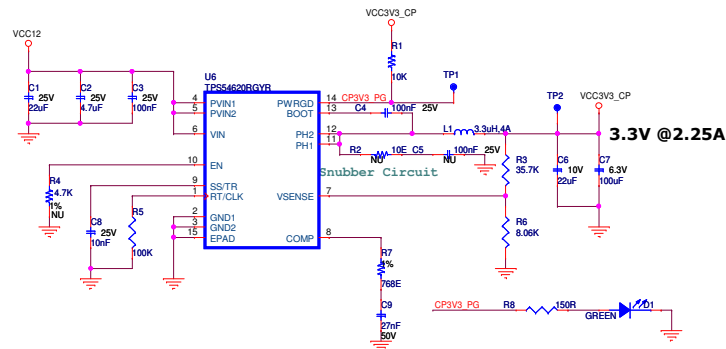 VCC3V3_CP
VCC12
R1
10K
U6
TPS54620RGYR
TP1
TP2
VCC3V3_CP
C1
25V
22uF
C2
25V
4.7uF
C3
25V
100nF
4 PVIN1
5 PVIN2
6 VIN
10 EN
9 SS/TR
1 RT/CLK
2 GND1
3 GND2
15 EPAD
PWRGD 14
BOOT 13
PH2 12
PH1 11
VSENSE 7
COMP 8
CP3V3_PG
C4 100nF 25V
L1 3.3uH,4A
3.3V @2.25A
R2 10E
NU
C5 100nF 25V
NU
Snubber Circuit
R3
35.7K
C6
10V
22uF
C7
6.3V
100uF
R4
4.7K
1%
NU
C8
25V
10nF
R5
100K
R6
8.06K
R7
1%
768E
C9
27nF
50V
CP3V3_PG
R8 150R
GREEN
D1